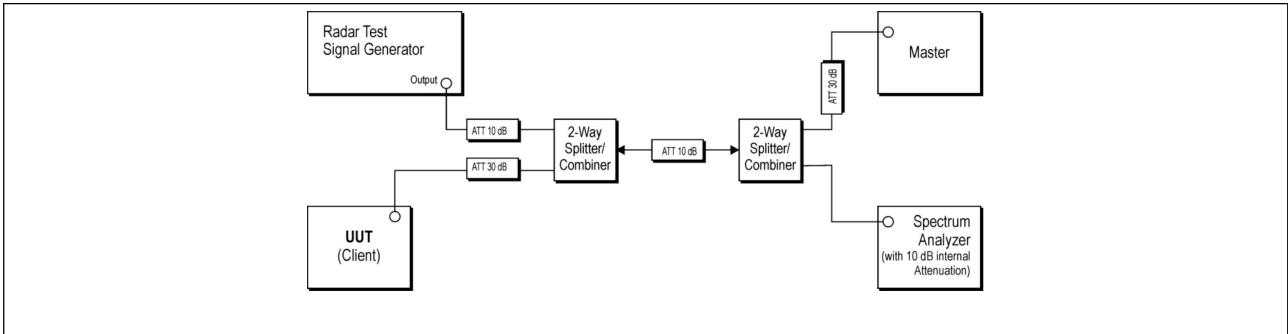 Radar Test
Signal Generator
Output
ATT 10 dB
2-Way
Splitter/
Combiner
ATT 30 dB
UUT
(Client)
ATT 10 dB
2-Way
Splitter/
Combiner
ATT 30 dB
Master
Spectrum
Analyzer
(with 10 dB internal
Attenuation)